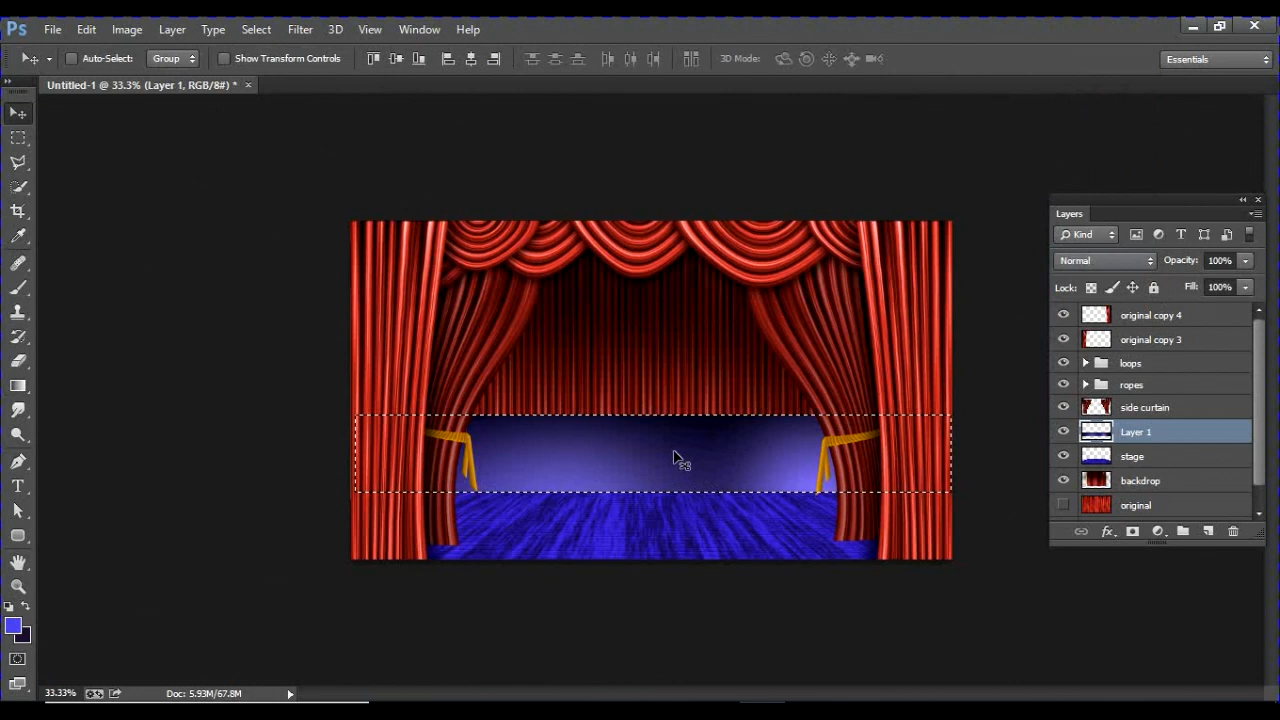 Ps File Edit Image Layer Type Select Filter 3D View Window Help
Auto-Select: Group Show Transform Controls 3D Mode: Essentials
Untitled-1 @ 33.3% (Layer 1, RGB/8#) * ×
Layers
Kind
Normal Opacity: 100%
Lock: Fill: 100%
original copy 4
original copy 3
loops
ropes
side curtain
Layer 1
stage
backdrop
original
fx
33.33% Doc: 5.93M/67.8M